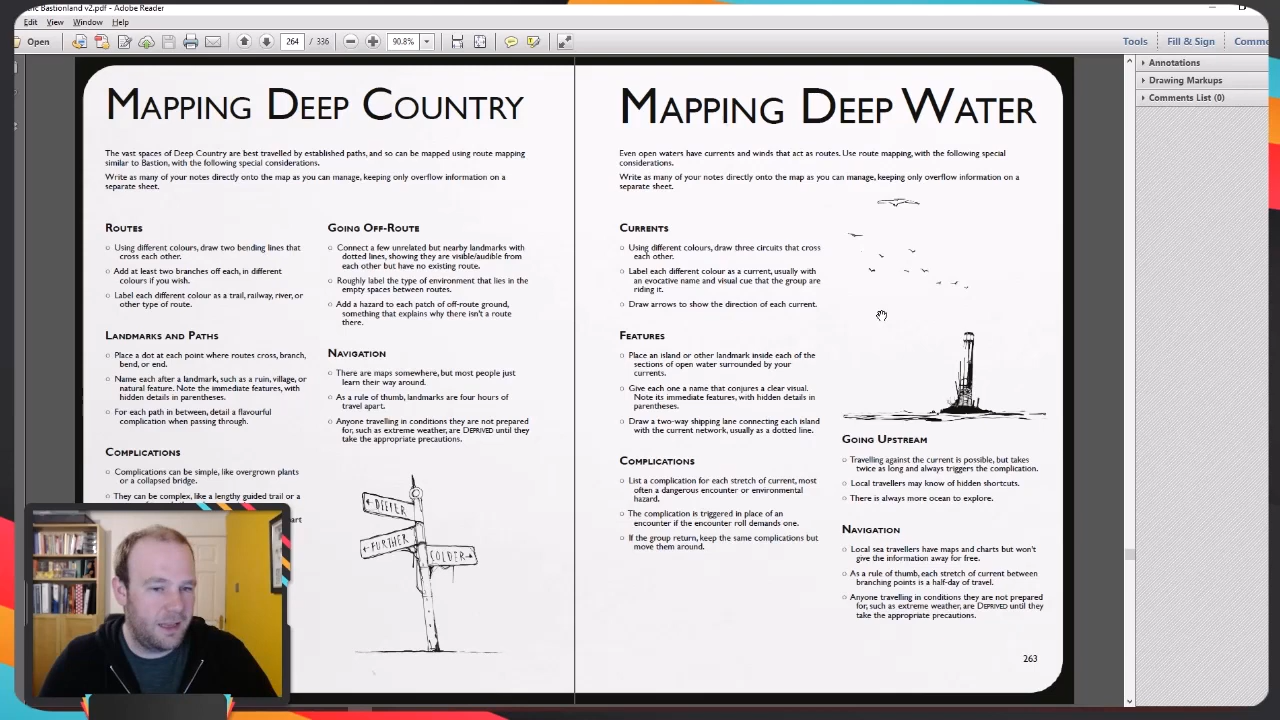 ric Bastionland v2.pdf - Adobe Reader
Edit View Window Help
Open 264 / 336 90.8% Tools Fill & Sign Comme
Annotations
Drawing Markups
Comments List (0)
MAPPING DEEP COUNTRY
The vast spaces of Deep Country are best travelled by established paths, and so can be mapped using route mapping
similar to Bastion, with the following special considerations.
Write as many of your notes directly onto the map as you can manage, keeping only overflow information on a
separate sheet.
ROUTES
○ Using different colours, draw two bending lines that
cross each other.
○ Add at least two branches off each, in different
colours if you wish.
○ Label each different colour as a trail, railway, river, or
other type of route.
LANDMARKS AND PATHS
○ Place a dot at each point where routes cross, branch,
bend, or end.
○ Name each after a landmark, such as a ruin, village, or
natural feature. Note the immediate features, with
hidden details in parentheses.
○ For each path in between, detail a flavourful
complication when passing through.
COMPLICATIONS
○ Complications can be simple, like overgrown plants
or a collapsed bridge.
○ They can be complex, like a lengthy guided trail or a
art
GOING OFF-ROUTE
○ Connect a few unrelated but nearby landmarks with
dotted lines, showing they are visible/audible from
each other but have no existing route.
○ Roughly label the type of environment that lies in the
empty spaces between routes.
○ Add a hazard to each patch of off-route ground,
something that explains why there isn't a route
there.
NAVIGATION
○ There are maps somewhere, but most people just
learn their way around.
○ As a rule of thumb, landmarks are four hours of
travel apart.
○ Anyone travelling in conditions they are not prepared
for, such as extreme weather, are DEPRIVED until they
take the appropriate precautions.
DEEPER
FURTHER
COLDER
MAPPING DEEP WATER
Even open waters have currents and winds that act as routes. Use route mapping, with the following special
considerations.
Write as many of your notes directly onto the map as you can manage, keeping only overflow information on a
separate sheet.
CURRENTS
○ Using different colours, draw three circuits that cross
each other.
○ Label each different colour as a current, usually with
an evocative name and visual cue that the group are
riding it.
○ Draw arrows to show the direction of each current.
FEATURES
○ Place an island or other landmark inside each of the
sections of open water surrounded by your
currents.
○ Give each one a name that conjures a clear visual.
Note its immediate features, with hidden details in
parentheses.
○ Draw a two-way shipping lane connecting each island
with the current network, usually as a dotted line.
COMPLICATIONS
○ List a complication for each stretch of current, most
often a dangerous encounter or environmental
hazard.
○ The complication is triggered in place of an
encounter if the encounter roll demands one.
○ If the group return, keep the same complications but
move them around.
GOING UPSTREAM
○ Travelling against the current is possible, but takes
twice as long and always triggers the complication.
○ Local travellers may know of hidden shortcuts.
○ There is always more ocean to explore.
NAVIGATION
○ Local sea travellers have maps and charts but won't
give the information away for free.
○ As a rule of thumb, each stretch of current between
branching points is a half-day of travel.
○ Anyone travelling in conditions they are not prepared
for, such as extreme weather, are DEPRIVED until they
take the appropriate precautions.
263